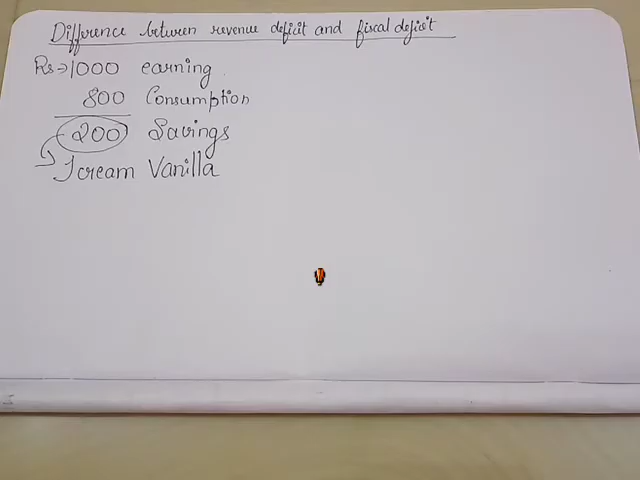 Difference between revenue deficit and fiscal deficit
Rs→1000 earning
800 Consumption
200 Savings
→ Icream Vanilla